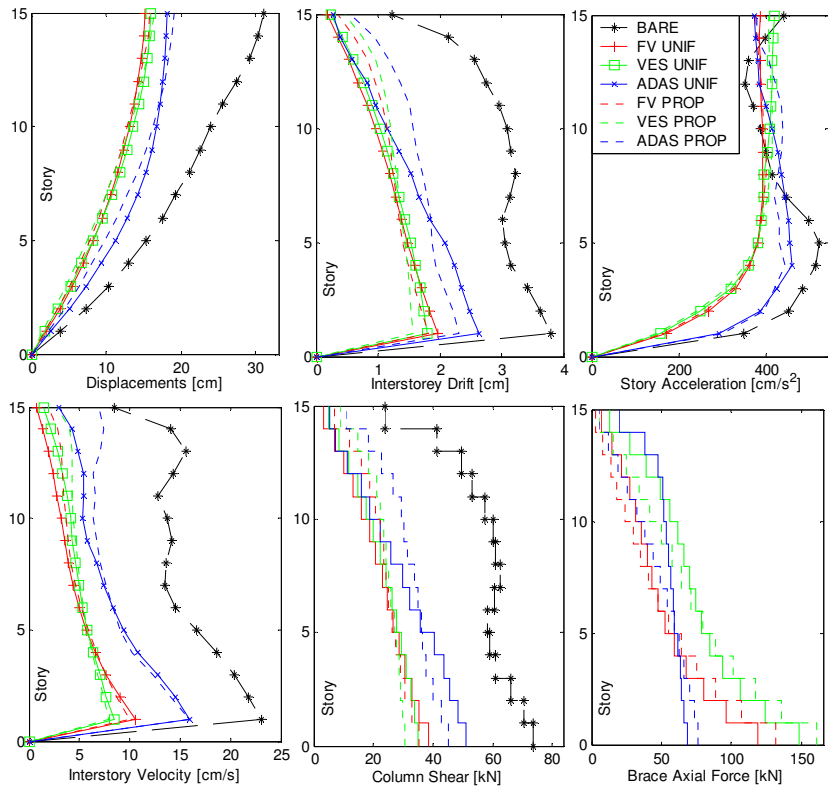 15
10
5
0
Story
0
10
20
30
Displacements [cm]
15
10
5
0
Story
0
1
2
3
4
Interstorey Drift [cm]
15
10
5
0
Story
BARE
FV UNIF
VES UNIF
ADAS UNIF
FV PROP
VES PROP
ADAS PROP
0
200
400
Story Acceleration [cm/s²]
15
10
5
0
Story
0
5
10
15
20
25
Interstory Velocity [cm/s]
15
10
5
0
Story
0
20
40
60
80
Column Shear [kN]
15
10
5
0
Story
0
50
100
150
Brace Axial Force [kN]